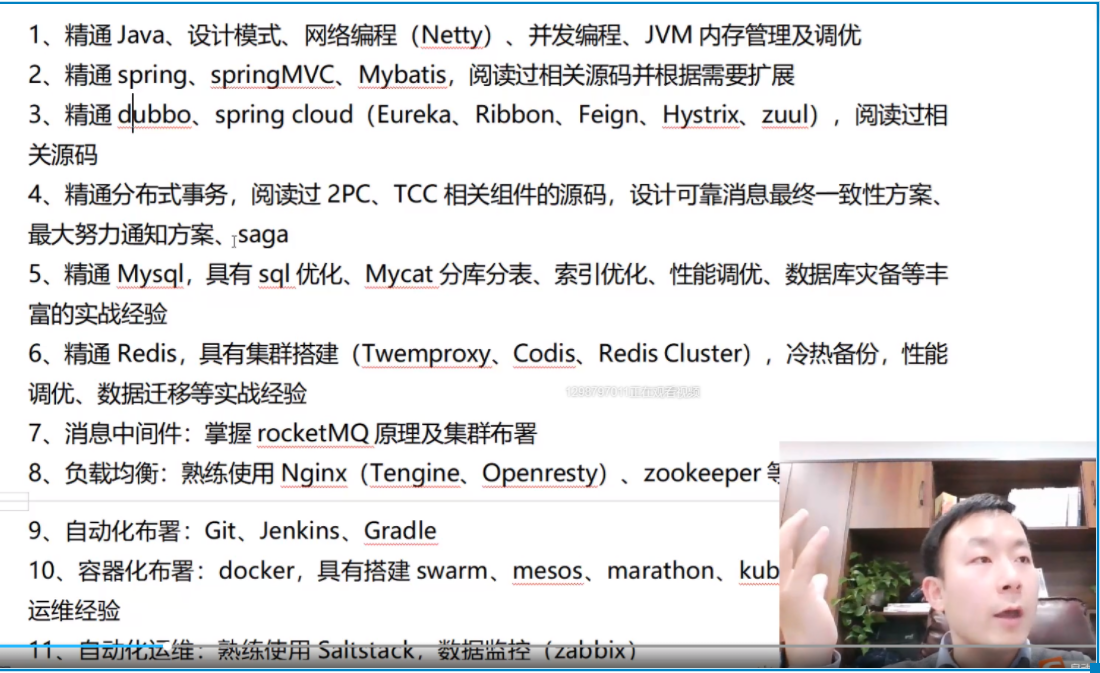 1、精通 Java、设计模式、网络编程（Netty）、并发编程、JVM 内存管理及调优
2、精通 spring、springMVC、Mybatis，阅读过相关源码并根据需要扩展
3、精通 dubbo、spring cloud（Eureka、Ribbon、Feign、Hystrix、zuul），阅读过相
关源码
4、精通分布式事务，阅读过 2PC、TCC 相关组件的源码，设计可靠消息最终一致性方案、
最大努力通知方案、saga
5、精通 Mysql，具有 sql 优化、Mycat 分库分表、索引优化、性能调优、数据库灾备等丰
富的实战经验
6、精通 Redis，具有集群搭建（Twemproxy、Codis、Redis Cluster），冷热备份，性能
调优、数据迁移等实战经验
正在观看视频
7、消息中间件：掌握 rocketMQ 原理及集群布署
8、负载均衡：熟练使用 Nginx（Tengine、Openresty）、zookeeper
9、自动化布署：Git、Jenkins、Gradle
10、容器化布署：docker，具有搭建 swarm、mesos、marathon、kub
运维经验
11、自动化运维：熟练使用 Saltstack，数据监控（zabbix）